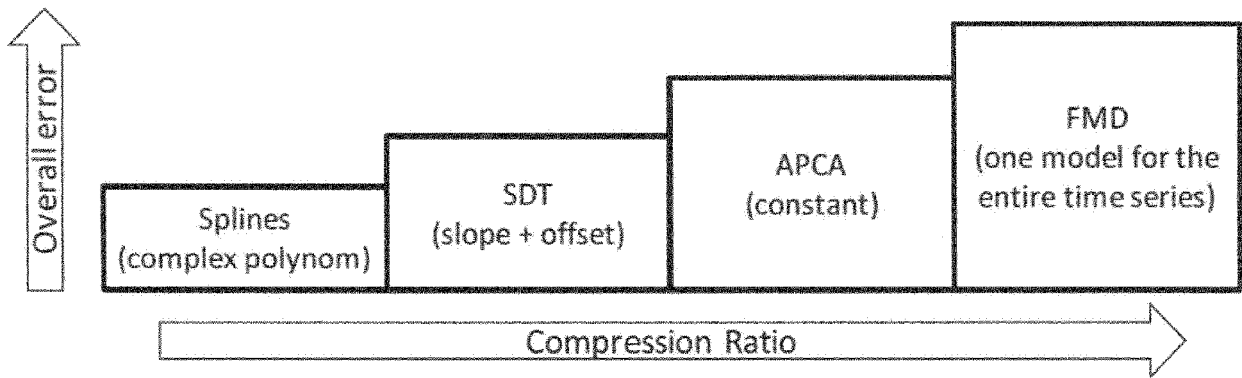 Overall error
Splines
(complex polynom)
SDT
(slope + offset)
APCA
(constant)
FMD
(one model for the
entire time series)
Compression Ratio